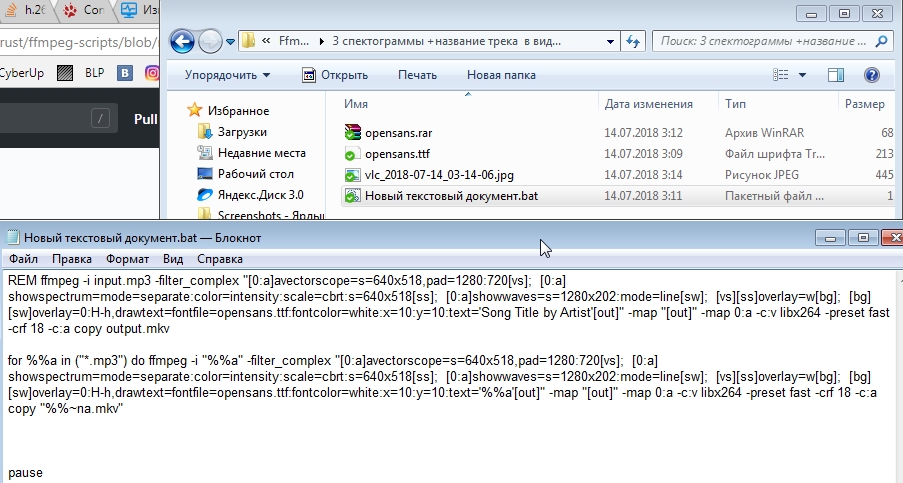 h.26
Con
Изо
rust/ffmpeg-scripts/blob/
CyberUp
BLP
B
/
Pull
«
Ffm...
3 спектограммы +название трека в вид...
Поиск: 3 спектограммы +название ...
Упорядочить
Открыть
Печать
Новая папка
Избранное
Загрузки
Недавние места
Рабочий стол
Яндекс.Диск 3.0
Screenshots - Ярлы
Имя
Дата изменения
Тип
Размер
opensans.rar
14.07.2018 3:12
Архив WinRAR
68
opensans.ttf
14.07.2018 3:09
Файл шрифта Tr...
213
vlc_2018-07-14_03-14-06.jpg
14.07.2018 3:14
Рисунок JPEG
445
Новый текстовый документ.bat
14.07.2018 3:11
Пакетный файл ...
1
Новый текстовый документ.bat — Блокнот
Файл Правка Формат Вид Справка
REM ffmpeg -i input.mp3 -filter_complex "[0:a]avectorscope=s=640x518,pad=1280:720[vs]; [0:a]
showspectrum=mode=separate:color=intensity:scale=cbrt:s=640x518[ss]; [0:a]showwaves=s=1280x202:mode=line[sw]; [vs][ss]overlay=w[bg]; [bg]
[sw]overlay=0:H-h,drawtext=fontfile=opensans.ttf:fontcolor=white:x=10:y=10:text='Song Title by Artist'[out]" -map "[out]" -map 0:a -c:v libx264 -preset fast
-crf 18 -c:a copy output.mkv
for %%a in ("*.mp3") do ffmpeg -i "%%a" -filter_complex "[0:a]avectorscope=s=640x518,pad=1280:720[vs]; [0:a]
showspectrum=mode=separate:color=intensity:scale=cbrt:s=640x518[ss]; [0:a]showwaves=s=1280x202:mode=line[sw]; [vs][ss]overlay=w[bg]; [bg]
[sw]overlay=0:H-h,drawtext=fontfile=opensans.ttf:fontcolor=white:x=10:y=10:text='%%a'[out]" -map "[out]" -map 0:a -c:v libx264 -preset fast -crf 18 -c:a
copy "%%~na.mkv"
pause